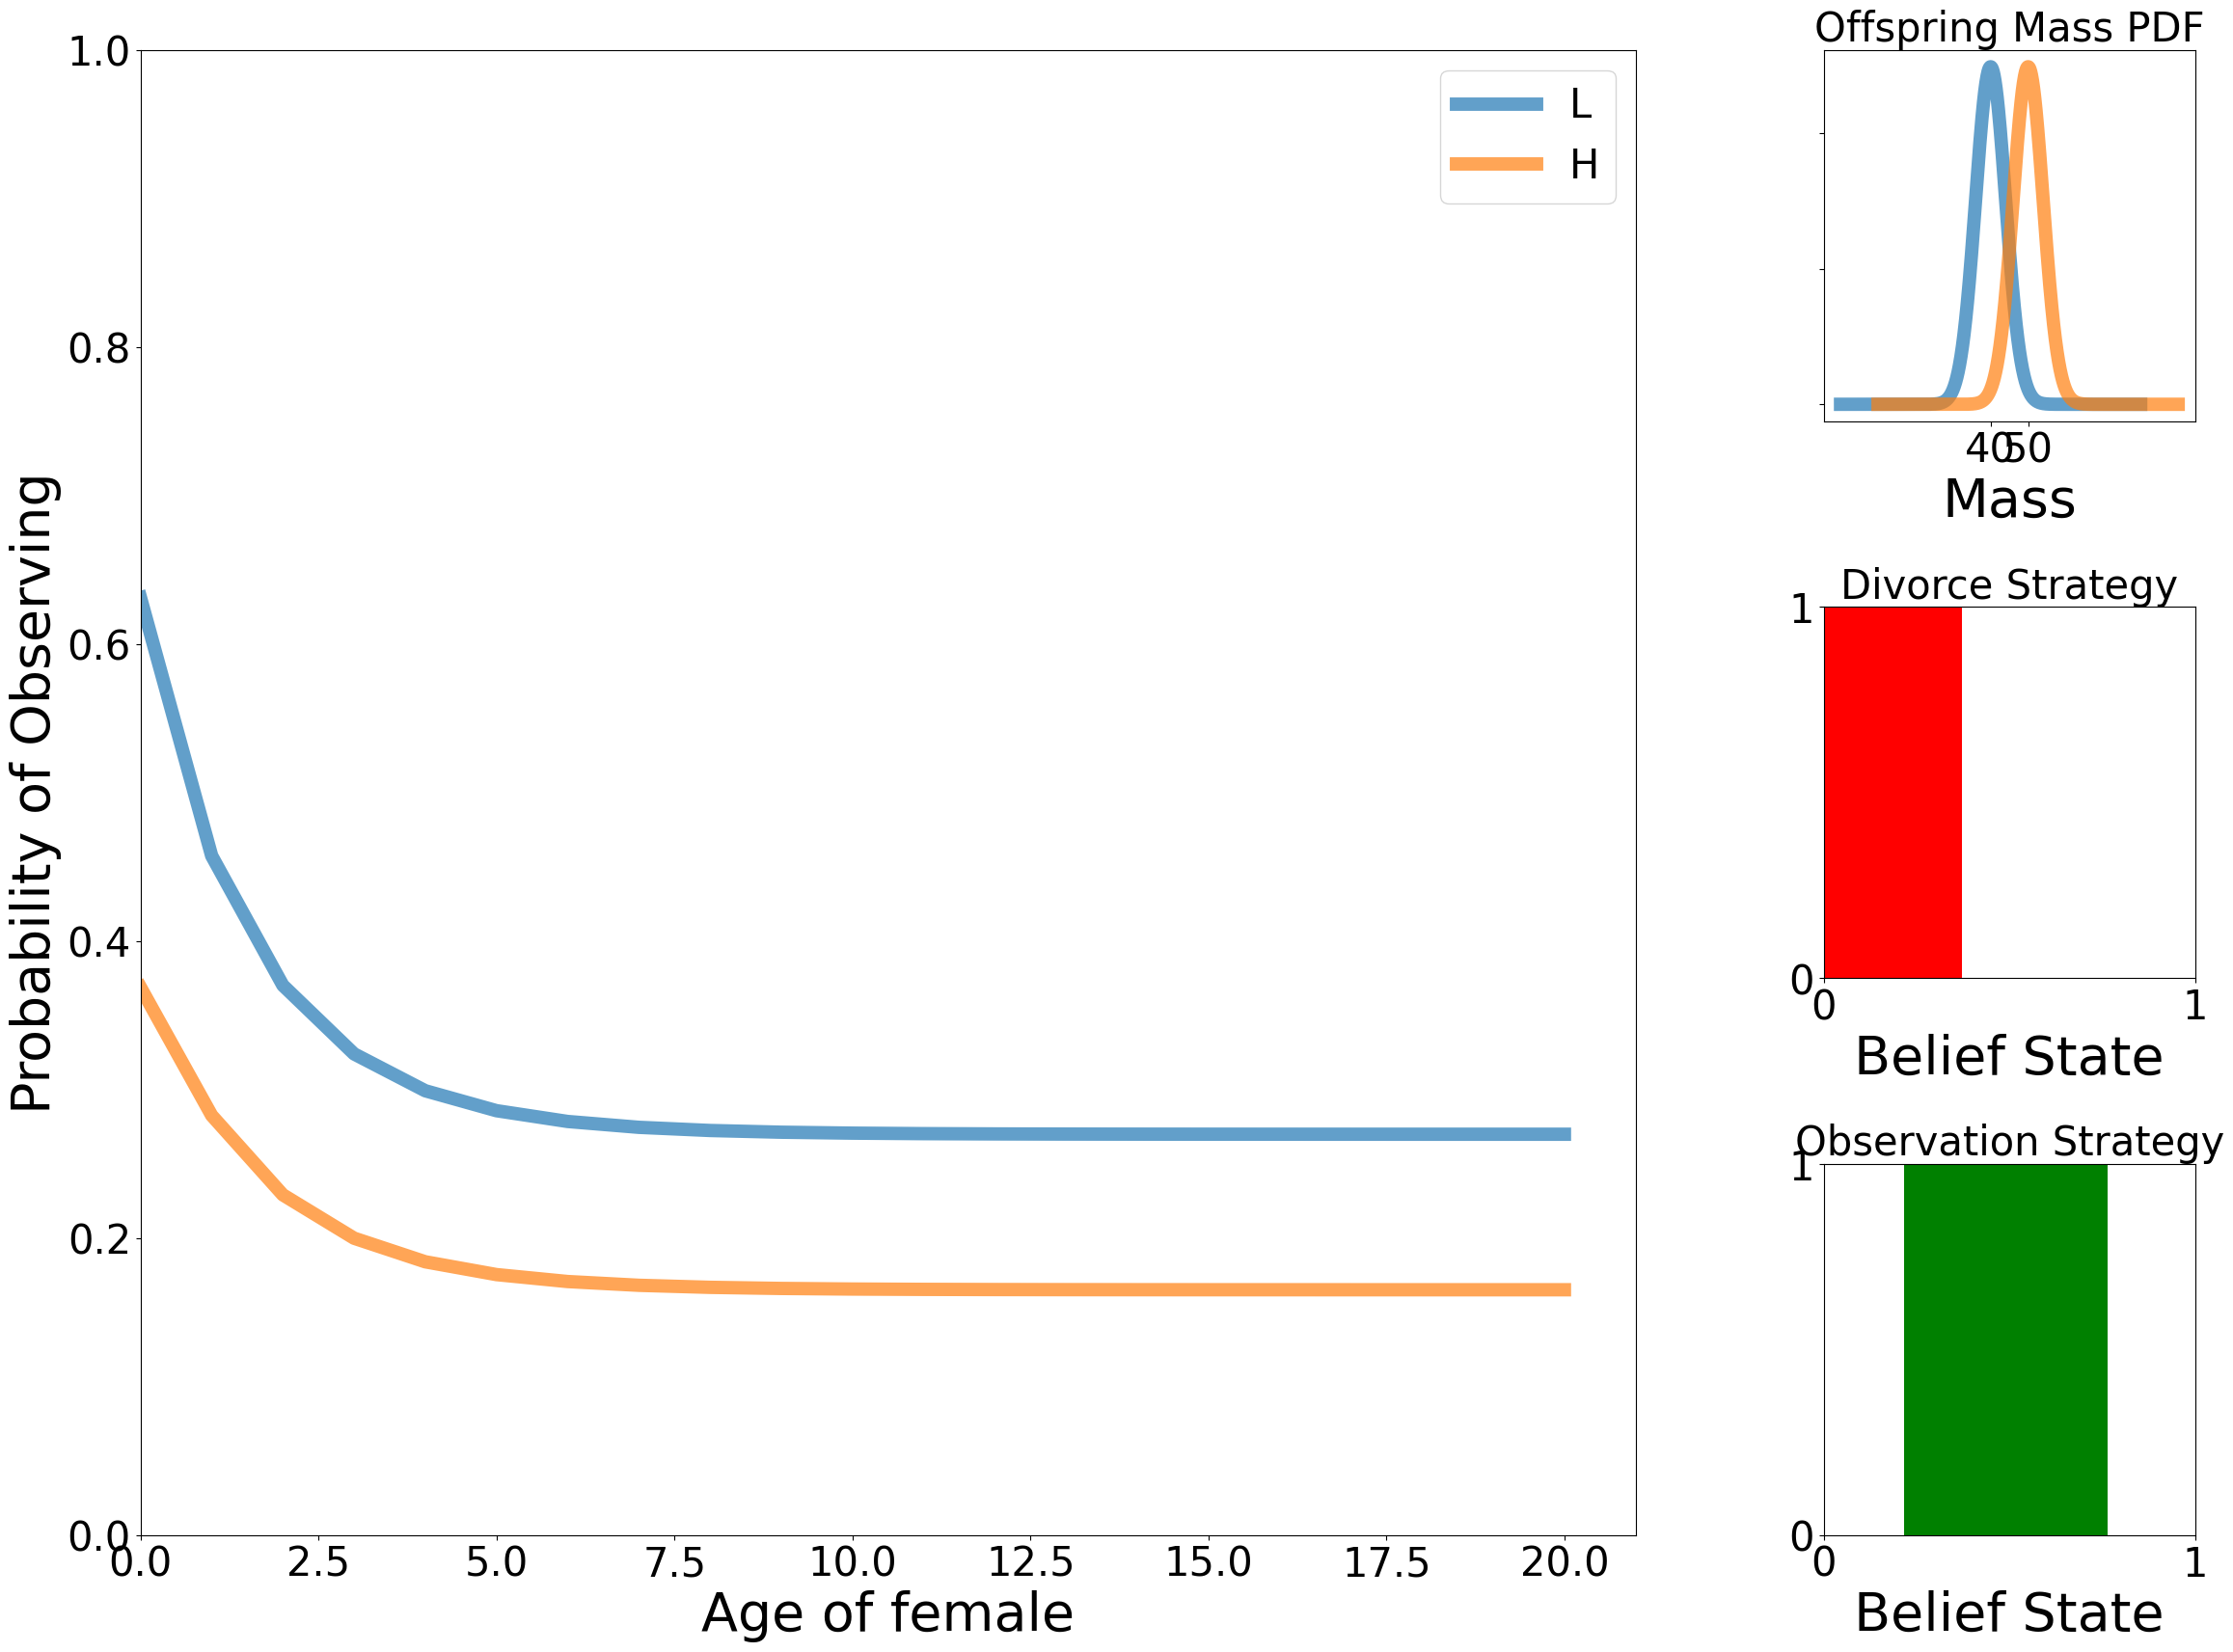 1.0
0.8
0.6
0.4
0.2
0.0
Probability of Observing
0.0 2.5 5.0 7.5 10.0 12.5 15.0 17.5 20.0
Age of female
L
H
Offspring Mass PDF
40 50
Mass
Divorce Strategy
1
0
0 1
Belief State
Observation Strategy
1
0
0 1
Belief State